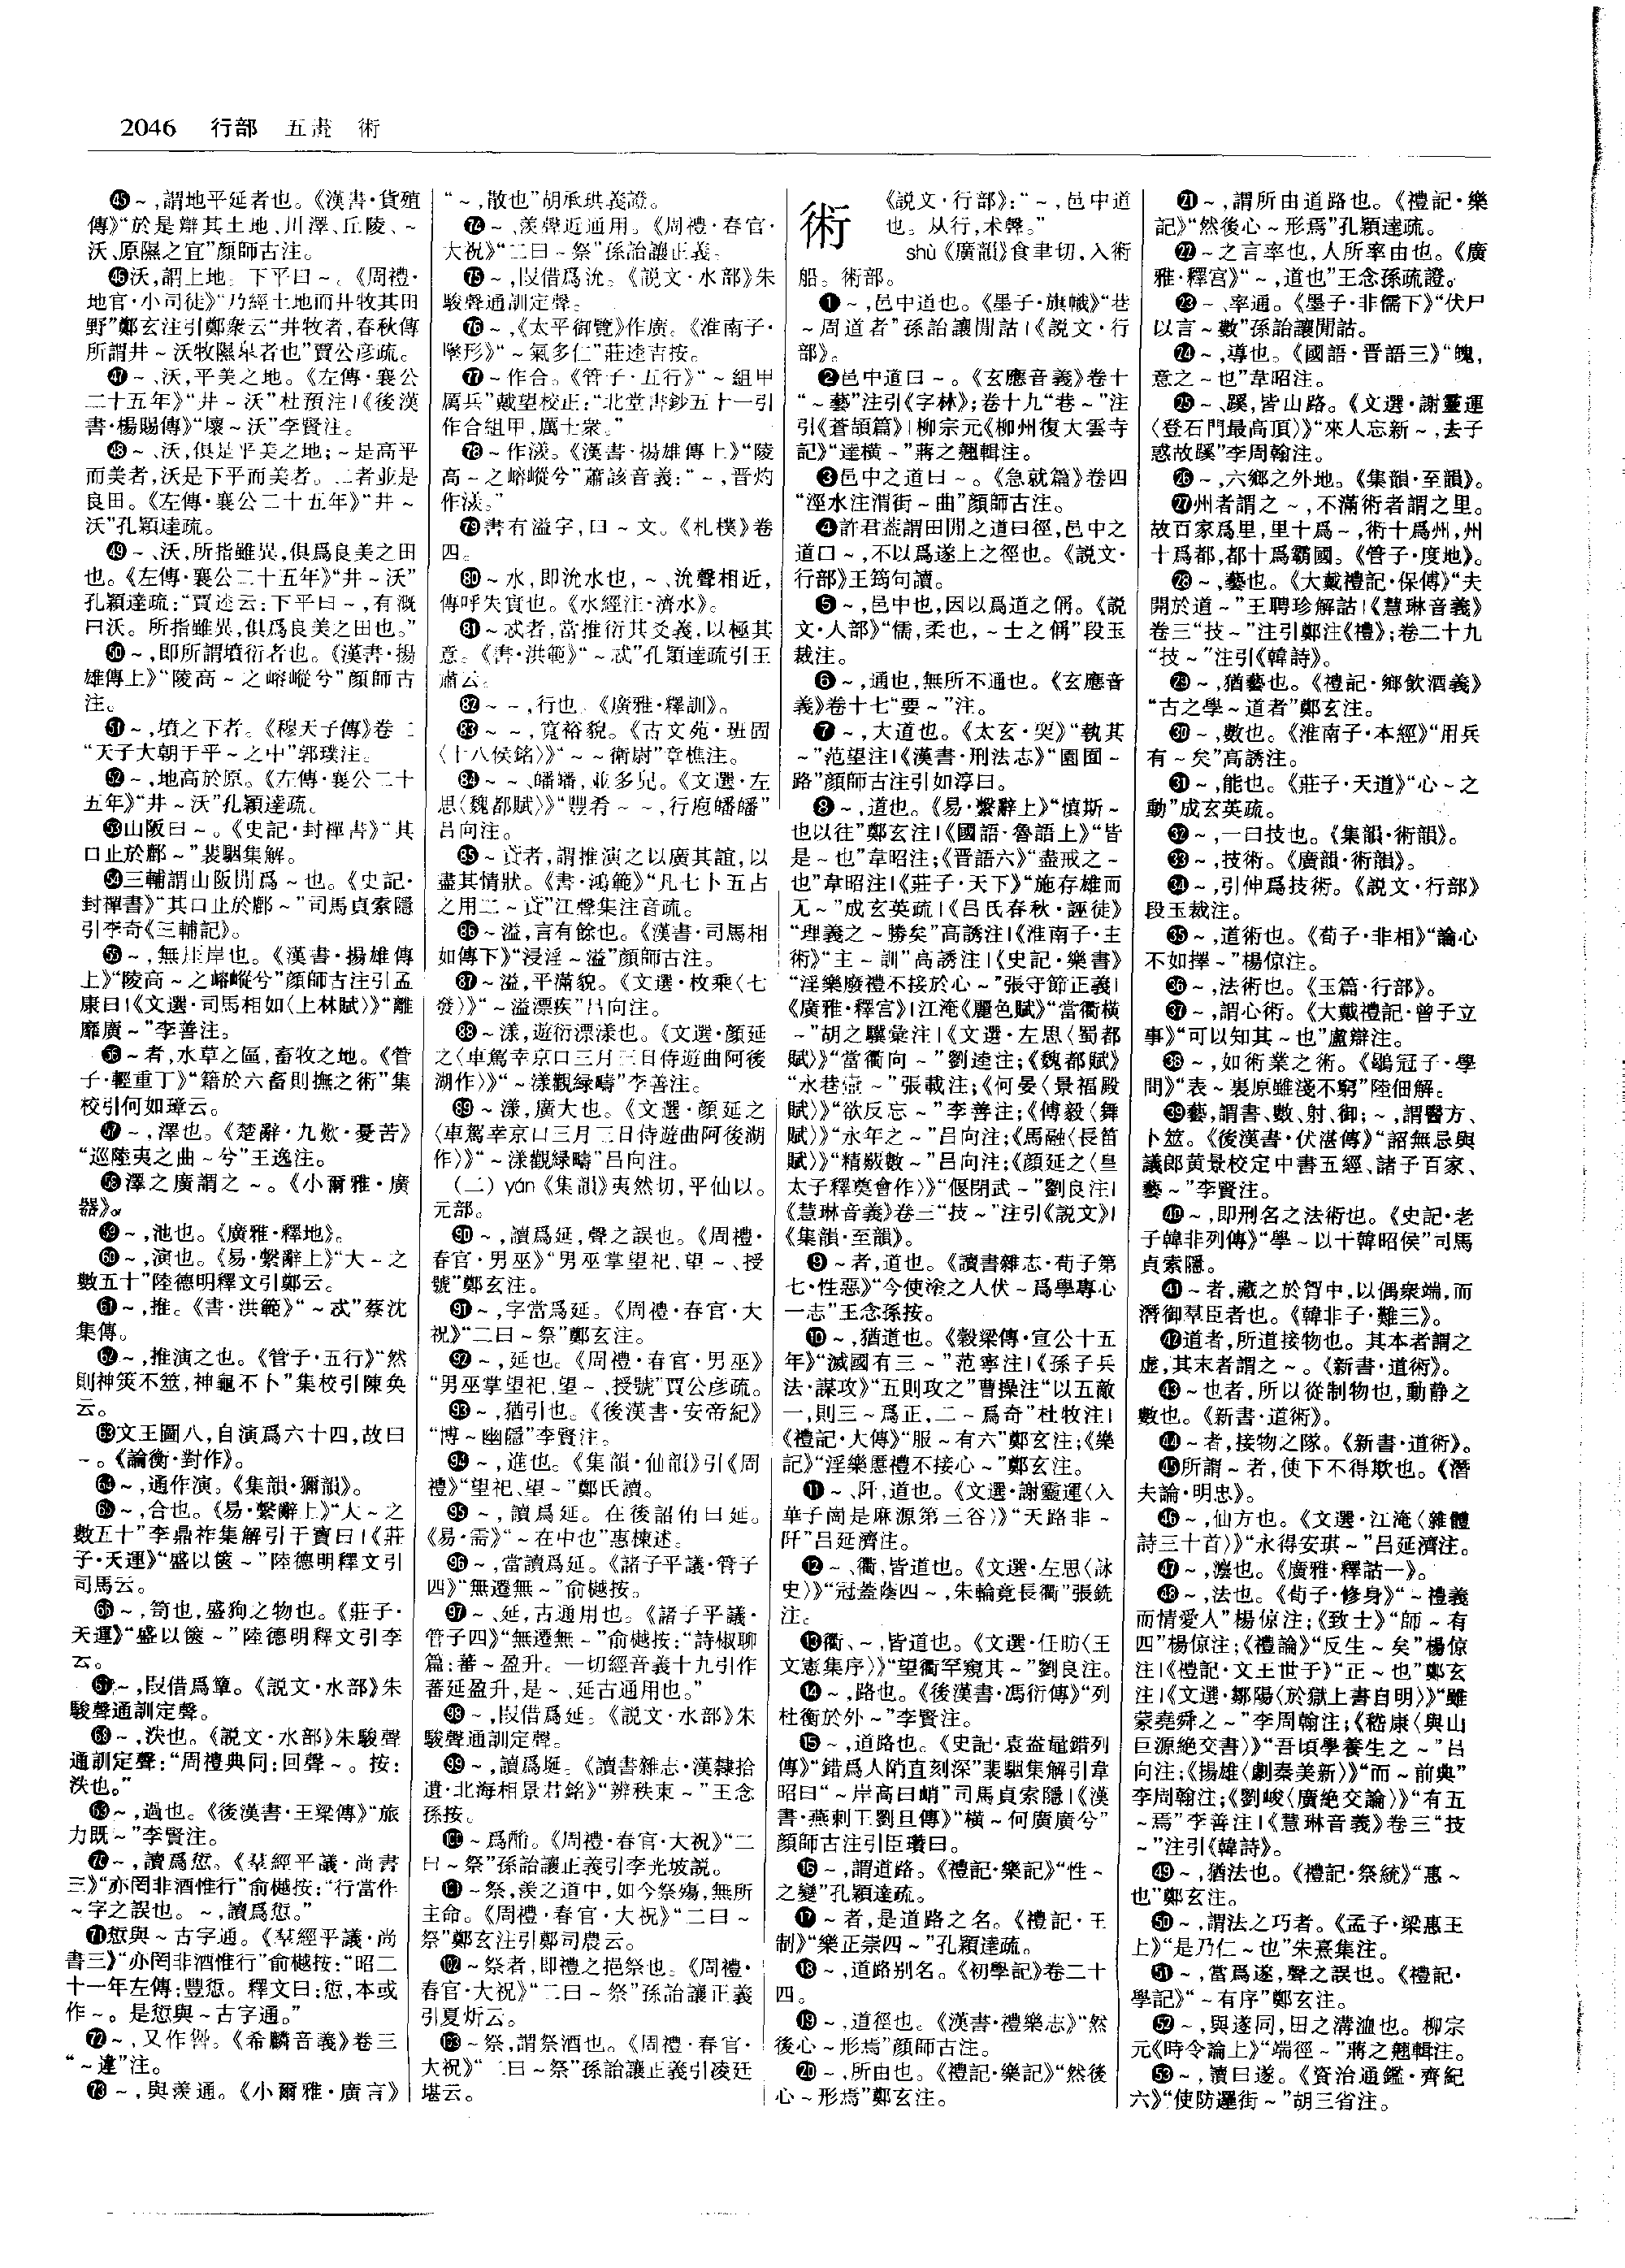 2046 行部 五畫 術
㊺～,謂地平延者也。《漢書·貨殖
傳》“於是辯其土地、川澤、丘陵、～
沃、原隰之宜”顔師古注。
㊻沃,謂上地。下平曰～。《周禮·
地官·小司徒》“乃經土地而井牧其田
野”鄭玄注引鄭衆云“井牧者,春秋傳
所謂井～沃牧隰臯者也”賈公彦疏。
㊼～、沃,平美之地。《左傳·襄公
二十五年》“井～沃”杜預注|《後漢
書·楊賜傳》“壞～沃”李賢注。
㊽～、沃,俱是平美之地;～是高平
而美者,沃是下平而美者。二者並是
良田。《左傳·襄公二十五年》“井～
沃”孔穎達疏。
㊾～、沃,所指雖異,俱爲良美之田
也。《左傳·襄公二十五年》“井～沃”
孔穎達疏:“賈逵云:下平曰～,有溉
曰沃。所指雖異,俱爲良美之田也。”
㊿～,即所謂墳衍者也。《漢書·揚
雄傳上》“陵高～之嵱嵷兮”顔師古
注。
51～,墳之下者。《穆天子傳》卷二
“天子大朝于平～之中”郭璞注。
52～,地高於原。《左傳·襄公二十
五年》“井～沃”孔穎達疏。
53山阪曰～。《史記·封禪書》“其
口止於鄜～”裴駰集解。
54三輔謂山阪間爲～也。《史記·
封禪書》“其口止於鄜～”司馬貞索隱
引李奇《三輔記》。
55～,無厓岸也。《漢書·揚雄傳
上》“陵高～之嵱嵷兮”顔師古注引孟
康曰|《文選·司馬相如〈上林賦〉》“離
靡廣～”李善注。
56～者,水草之區,畜牧之地。《管
子·輕重丁》“籍於六畜則撫之術”集
校引何如璋云。
57～,澤也。《楚辭·九歎·憂苦》
“巡陸夷之曲～兮”王逸注。
58澤之廣謂之～。《小爾雅·廣
器》。
59～,池也。《廣雅·釋地》。
60～,演也。《易·繫辭上》“大～之
數五十”陸德明釋文引鄭云。
61～,推。《書·洪範》“～忒”蔡沈
集傳。
62～,推演之也。《管子·五行》“然
則神筴不筮,神龜不卜”集校引陳奂
云。
63文王圖八,自演爲六十四,故曰
～。《論衡·對作》。
64～,通作演。《集韻·獮韻》。
65～,合也。《易·繫辭上》“大～之
數五十”李鼎祚集解引干寶曰|《莊
子·天運》“盛以篋～”陸德明釋文引
司馬云。
66～,笥也,盛狗之物也。《莊子·
天運》“盛以篋～”陸德明釋文引李
云。
67～,叚借爲簞。《説文·水部》朱
駿聲通訓定聲。
68～,泆也。《説文·水部》朱駿聲
通訓定聲:“周禮典同:回聲～。按:
泆也。”
69～,過也。《後漢書·王梁傳》“旅
力既～”李賢注。
70～,讀爲愆。《羣經平議·尚書
三》“亦罔非酒惟行”俞樾按:“行當作
～字之誤也。～,讀爲愆。”
71愆與～古字通。《羣經平議·尚
書三》“亦罔非酒惟行”俞樾按:“昭二
十一年左傳:豐愆。釋文曰:愆,本或
作～。是愆與～古字通。”
72～,又作㦣。《希麟音義》卷三
“～違”注。
73～,與羨通。《小爾雅·廣言》
“～,散也”胡承珙義證。
74～、羨聲近通用。《周禮·春官·
大祝》“二曰～祭”孫詒讓正義。
75～,叚借爲沇。《説文·水部》朱
駿聲通訓定聲。
76～,《太平御覽》作廣。《淮南子·
墬形》“～氣多仁”莊逵吉按。
77～作合。《管子·五行》“～組甲
厲兵”戴望校正:“北堂書鈔五十一引
作合組甲,厲士衆。”
78～作漾。《漢書·揚雄傳上》“陵
高～之嵱嵷兮”蕭該音義:“～,晋灼
作漾。”
79書有溢字,曰～文。《札樸》卷
四。
80～水,即沇水也,～、沇聲相近,
傳呼失實也。《水經注·濟水》。
81～忒者,當推衍其爻義,以極其
意。《書·洪範》“～忒”孔穎達疏引王
肅云。
82～～,行也。《廣雅·釋訓》。
83～～,寬裕貌。《古文苑·班固
〈十八侯銘〉》“～～衛尉”章樵注。
84～～、皤皤,並多皃。《文選·左
思〈魏都賦〉》“豐肴～～,行庖皤皤”
吕向注。
85～貣者,謂推演之以廣其誼,以
盡其情狀。《書·鴻範》“凡七卜五占
之用二～貣”江聲集注音疏。
86～溢,言有餘也。《漢書·司馬相
如傳下》“浸淫～溢”顔師古注。
87～溢,平滿貌。《文選·枚乘〈七
發〉》“～溢漂疾”吕向注。
88～漾,遊衍漂漾也。《文選·顔延
之〈車駕幸京口三月三日侍遊曲阿後
湖作〉》“～漾觀緑疇”李善注。
89～漾,廣大也。《文選·顔延之
〈車駕幸京口三月三日侍遊曲阿後湖
作〉》“～漾觀緑疇”吕向注。
(二) yán《集韻》夷然切,平仙以。
元部。
90～,讀爲延,聲之誤也。《周禮·
春官·男巫》“男巫掌望祀、望～、授
號”鄭玄注。
91～,字當爲延。《周禮·春官·大
祝》“二曰～祭”鄭玄注。
92～,延也。《周禮·春官·男巫》
“男巫掌望祀、望～、授號”賈公彦疏。
93～,猶引也。《後漢書·安帝紀》
“博～幽隱”李賢注。
94～,進也。《集韻·仙韻》引《周
禮》“望祀、望～”鄭氏讀。
95～,讀爲延。在後詔侑曰延。
《易·需》“～在中也”惠棟述。
96～,當讀爲延。《諸子平議·管子
四》“無遷無～”俞樾按。
97～、延,古通用也。《諸子平議·
管子四》“無遷無～”俞樾按:“詩椒聊
篇:蕃～盈升。一切經音義十九引作
蕃延盈升,是～、延古通用也。”
98～,叚借爲延。《説文·水部》朱
駿聲通訓定聲。
99～,讀爲埏。《讀書雜志·漢隸拾
遺·北海相景君銘》“辨秩東～”王念
孫按。
100～爲酳。《周禮·春官·大祝》“二
曰～祭”孫詒讓正義引李光坡説。
101～祭,羨之道中,如今祭殤,無所
主命。《周禮·春官·大祝》“二曰～
祭”鄭玄注引鄭司農云。
102～祭者,即禮之挹祭也。《周禮·
春官·大祝》“二曰～祭”孫詒讓正義
引夏炘云。
103～祭,謂祭酒也。《周禮·春官·
大祝》“二曰～祭”孫詒讓正義引凌廷
堪云。
術
《説文·行部》:“～,邑中道
也。从行,术聲。”
shù《廣韻》食聿切,入術
船。術部。
❶～,邑中道也。《墨子·旗幟》“巷
～周道者”孫詒讓閒詁|《説文·行
部》。
❷邑中道曰～。《玄應音義》卷十
“～藝”注引《字林》;卷十九“巷～”注
引《蒼頡篇》|柳宗元《柳州復大雲寺
記》“達横～”蔣之翹輯注。
❸邑中之道曰～。《急就篇》卷四
“涇水注渭街～曲”顔師古注。
❹許君葢謂田間之道曰徑,邑中之
道曰～,不以爲遂上之徑也。《説文·
行部》王筠句讀。
❺～,邑中也,因以爲道之偁。《説
文·人部》“儒,柔也,～士之偁”段玉
裁注。
❻～,通也,無所不通也。《玄應音
義》卷十七“要～”注。
❼～,大道也。《太玄·㚇》“執其
～”范望注|《漢書·刑法志》“園囿～
路”顔師古注引如淳曰。
❽～,道也。《易·繫辭上》“慎斯～
也以往”鄭玄注|《國語·魯語上》“皆
是～也”韋昭注;《晋語六》“盡戒之～
也”韋昭注|《莊子·天下》“施存雄而
无～”成玄英疏|《吕氏春秋·誣徒》
“理義之～勝矣”高誘注|《淮南子·主
術》“主～訓”高誘注|《史記·樂書》
“淫樂廢禮不接於心～”張守節正義|
《廣雅·釋宫》|江淹《麗色賦》“當衢横
～”胡之驥彙注|《文選·左思〈蜀都
賦〉》“當衢向～”劉逵注;《魏都賦》
“永巷壼～”張載注;《何晏〈景福殿
賦〉》“欲反忘～”李善注;《傅毅〈舞
賦〉》“永年之～”吕向注;《馬融〈長笛
賦〉》“精覈數～”吕向注;《顔延之〈皇
太子釋奠會作〉》“偃閉武～”劉良注|
《慧琳音義》卷三“技～”注引《説文》|
《集韻·至韻》。
❾～者,道也。《讀書雜志·荀子第
七·性惡》“今使塗之人伏～爲學專心
一志”王念孫按。
❿～,猶道也。《穀梁傳·宣公十五
年》“滅國有三～”范寧注|《孫子兵
法·謀攻》“五則攻之”曹操注“以五敵
一,則三～爲正,二～爲奇”杜牧注|
《禮記·大傳》“服～有六”鄭玄注;《樂
記》“淫樂慝禮不接心～”鄭玄注。
⓫～、阡,道也。《文選·謝靈運〈入
華子崗是麻源第三谷〉》“天路非～
阡”吕延濟注。
⓬～、衢,皆道也。《文選·左思〈詠
史〉》“冠蓋蔭四～,朱輪竟長衢”張銑
注。
⓭衢、～,皆道也。《文選·任昉〈王
文憲集序〉》“望衢罕窺其～”劉良注。
⓮～,路也。《後漢書·馮衍傳》“列
杜衡於外～”李賢注。
⓯～,道路也。《史記·袁盎鼂錯列
傳》“錯爲人陗直刻深”裴駰集解引韋
昭曰“～岸高曰峭”司馬貞索隱|《漢
書·燕剌王劉旦傳》“横～何廣廣兮”
顔師古注引臣瓚曰。
⓰～,謂道路。《禮記·樂記》“性～
之變”孔穎達疏。
⓱～者,是道路之名。《禮記·王
制》“樂正崇四～”孔穎達疏。
⓲～,道路别名。《初學記》卷二十
四。
⓳～,道徑也。《漢書·禮樂志》“然
後心～形焉”顔師古注。
⓴～,所由也。《禮記·樂記》“然後
心～形焉”鄭玄注。
㉑～,謂所由道路也。《禮記·樂
記》“然後心～形焉”孔穎達疏。
㉒～之言率也,人所率由也。《廣
雅·釋宫》“～,道也”王念孫疏證。
㉓～、率通。《墨子·非儒下》“伏尸
以言～數”孫詒讓閒詁。
㉔～,導也。《國語·晋語三》“魄,
意之～也”韋昭注。
㉕～、蹊,皆山路。《文選·謝靈運
〈登石門最高頂〉》“來人忘新～,去子
惑故蹊”李周翰注。
㉖～,六鄉之外地。《集韻·至韻》。
㉗州者謂之～,不滿術者謂之里。
故百家爲里,里十爲～,術十爲州,州
十爲都,都十爲霸國。《管子·度地》。
㉘～,藝也。《大戴禮記·保傅》“夫
開於道～”王聘珍解詁|《慧琳音義》
卷三“技～”注引鄭注《禮》;卷二十九
“技～”注引《韓詩》。
㉙～,猶藝也。《禮記·鄉飲酒義》
“古之學～道者”鄭玄注。
㉚～,數也。《淮南子·本經》“用兵
有～矣”高誘注。
㉛～,能也。《莊子·天道》“心～之
動”成玄英疏。
㉜～,一曰技也。《集韻·術韻》。
㉝～,技術。《廣韻·術韻》。
㉞～,引伸爲技術。《説文·行部》
段玉裁注。
㉟～,道術也。《荀子·非相》“論心
不如擇～”楊倞注。
㊱～,法術也。《玉篇·行部》。
㊲～,謂心術。《大戴禮記·曾子立
事》“可以知其～也”盧辯注。
㊳～,如術業之術。《鶡冠子·學
問》“表～裏原雖淺不窮”陸佃解。
㊴藝,謂書、數、射、御;～,謂醫方、
卜筮。《後漢書·伏湛傳》“詔無忌與
議郎黄景校定中書五經、諸子百家、
藝～”李賢注。
㊵～,即刑名之法術也。《史記·老
子韓非列傳》“學～以干韓昭侯”司馬
貞索隱。
㊶～者,藏之於胷中,以偶衆端,而
潛御羣臣者也。《韓非子·難三》。
㊷道者,所道接物也。其本者謂之
虚,其末者謂之～。《新書·道術》。
㊸～也者,所以從制物也,動静之
數也。《新書·道術》。
㊹～者,接物之隊。《新書·道術》。
㊺所謂～者,使下不得欺也。《潛
夫論·明忠》。
㊻～,仙方也。《文選·江淹〈雜體
詩三十首〉》“永得安琪～”吕延濟注。
㊼～,灋也。《廣雅·釋詁一》。
㊽～,法也。《荀子·修身》“～禮義
而情愛人”楊倞注;《致士》“師～有
四”楊倞注;《禮論》“反生～矣”楊倞
注|《禮記·文王世子》“正～也”鄭玄
注|《文選·鄒陽〈於獄上書自明〉》“雖
蒙堯舜之～”李周翰注;《嵇康〈與山
巨源絶交書〉》“吾頃學養生之～”吕
向注;《揚雄〈劇秦美新〉》“而～前典”
李周翰注;《劉峻〈廣絶交論〉》“有五
～焉”李善注|《慧琳音義》卷三“技
～”注引《韓詩》。
㊾～,猶法也。《禮記·祭統》“惠～
也”鄭玄注。
㊿～,謂法之巧者。《孟子·梁惠王
上》“是乃仁～也”朱熹集注。
51～,當爲遂,聲之誤也。《禮記·
學記》“～有序”鄭玄注。
52～,與遂同,田之溝洫也。柳宗
元《時令論上》“端徑～”蔣之翹輯注。
53～,讀曰遂。《資治通鑑·齊紀
六》“使防邏街～”胡三省注。